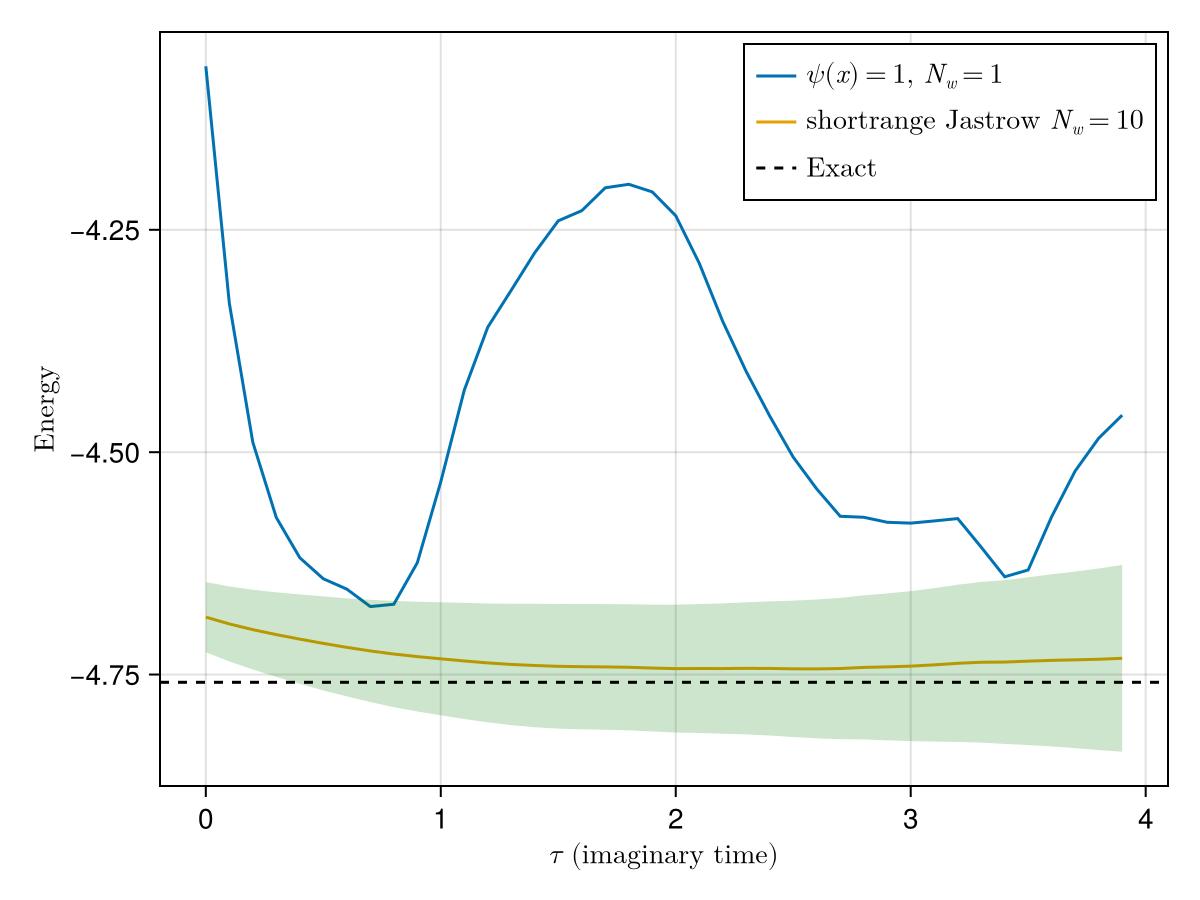 ψ(x) = 1, N_w = 1
shortrange Jastrow N_w = 10
Exact
−4.25
−4.50
−4.75
Energy
0 1 2 3 4
τ (imaginary time)